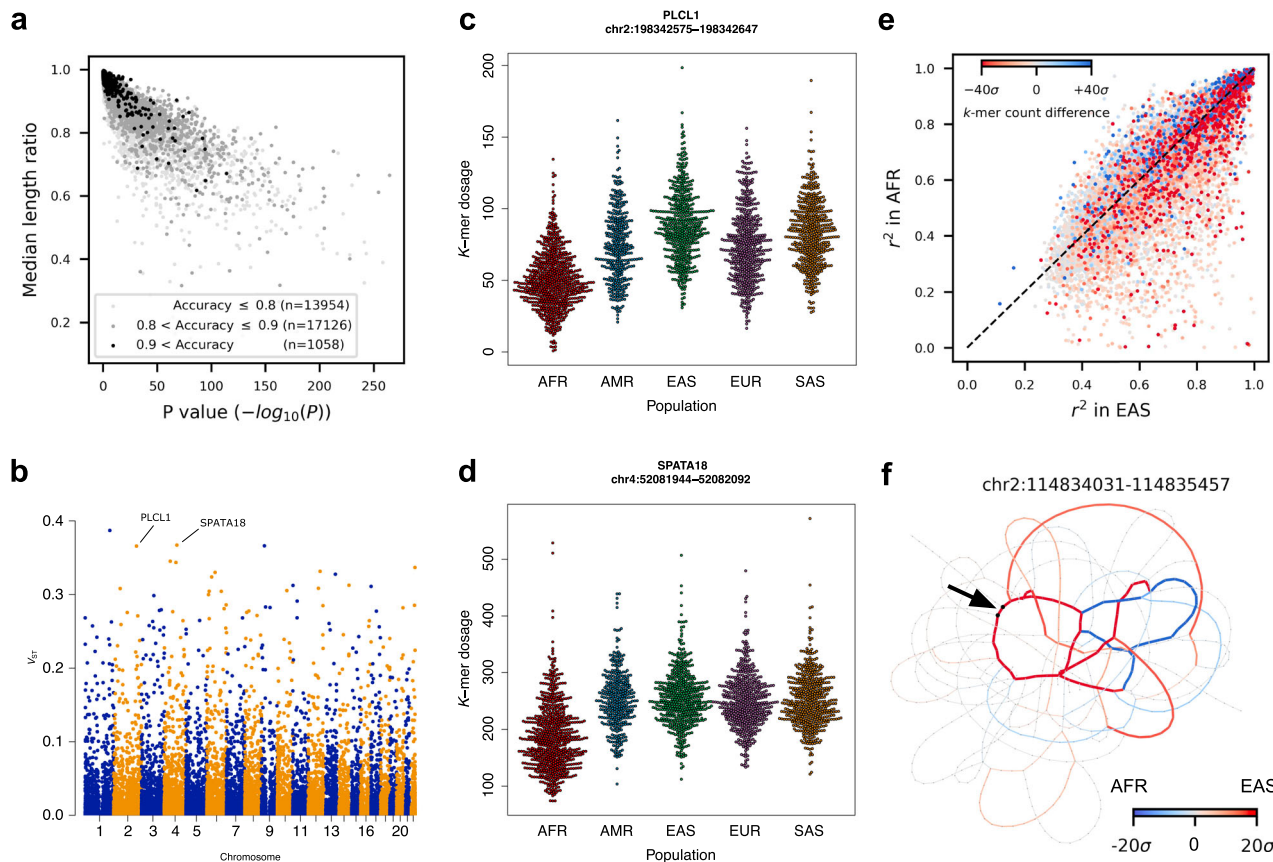 a
Median length ratio
1.0
0.8
0.6
0.4
0.2
Accuracy ≤ 0.8 (n=13954)
0.8 < Accuracy ≤ 0.9 (n=17126)
0.9 < Accuracy (n=1058)
0 50 100 150 200 250
P value (−log10(P))
b
VST
0.4
0.3
0.2
0.1
0.0
PLCL1
SPATA18
1 2 3 4 5 7 9 11 13 16 20
Chromosome
c
PLCL1
chr2:198342575–198342647
K–mer dosage
200
150
100
50
0
AFR AMR EAS EUR SAS
Population
d
SPATA18
chr4:52081944–52082092
K–mer dosage
500
400
300
200
100
AFR AMR EAS EUR SAS
Population
e
−40σ 0 +40σ
k-mer count difference
r² in AFR
1.0
0.8
0.6
0.4
0.2
0.0
0.0 0.2 0.4 0.6 0.8 1.0
r² in EAS
f
chr2:114834031-114835457
AFR EAS
-20σ 0 20σ